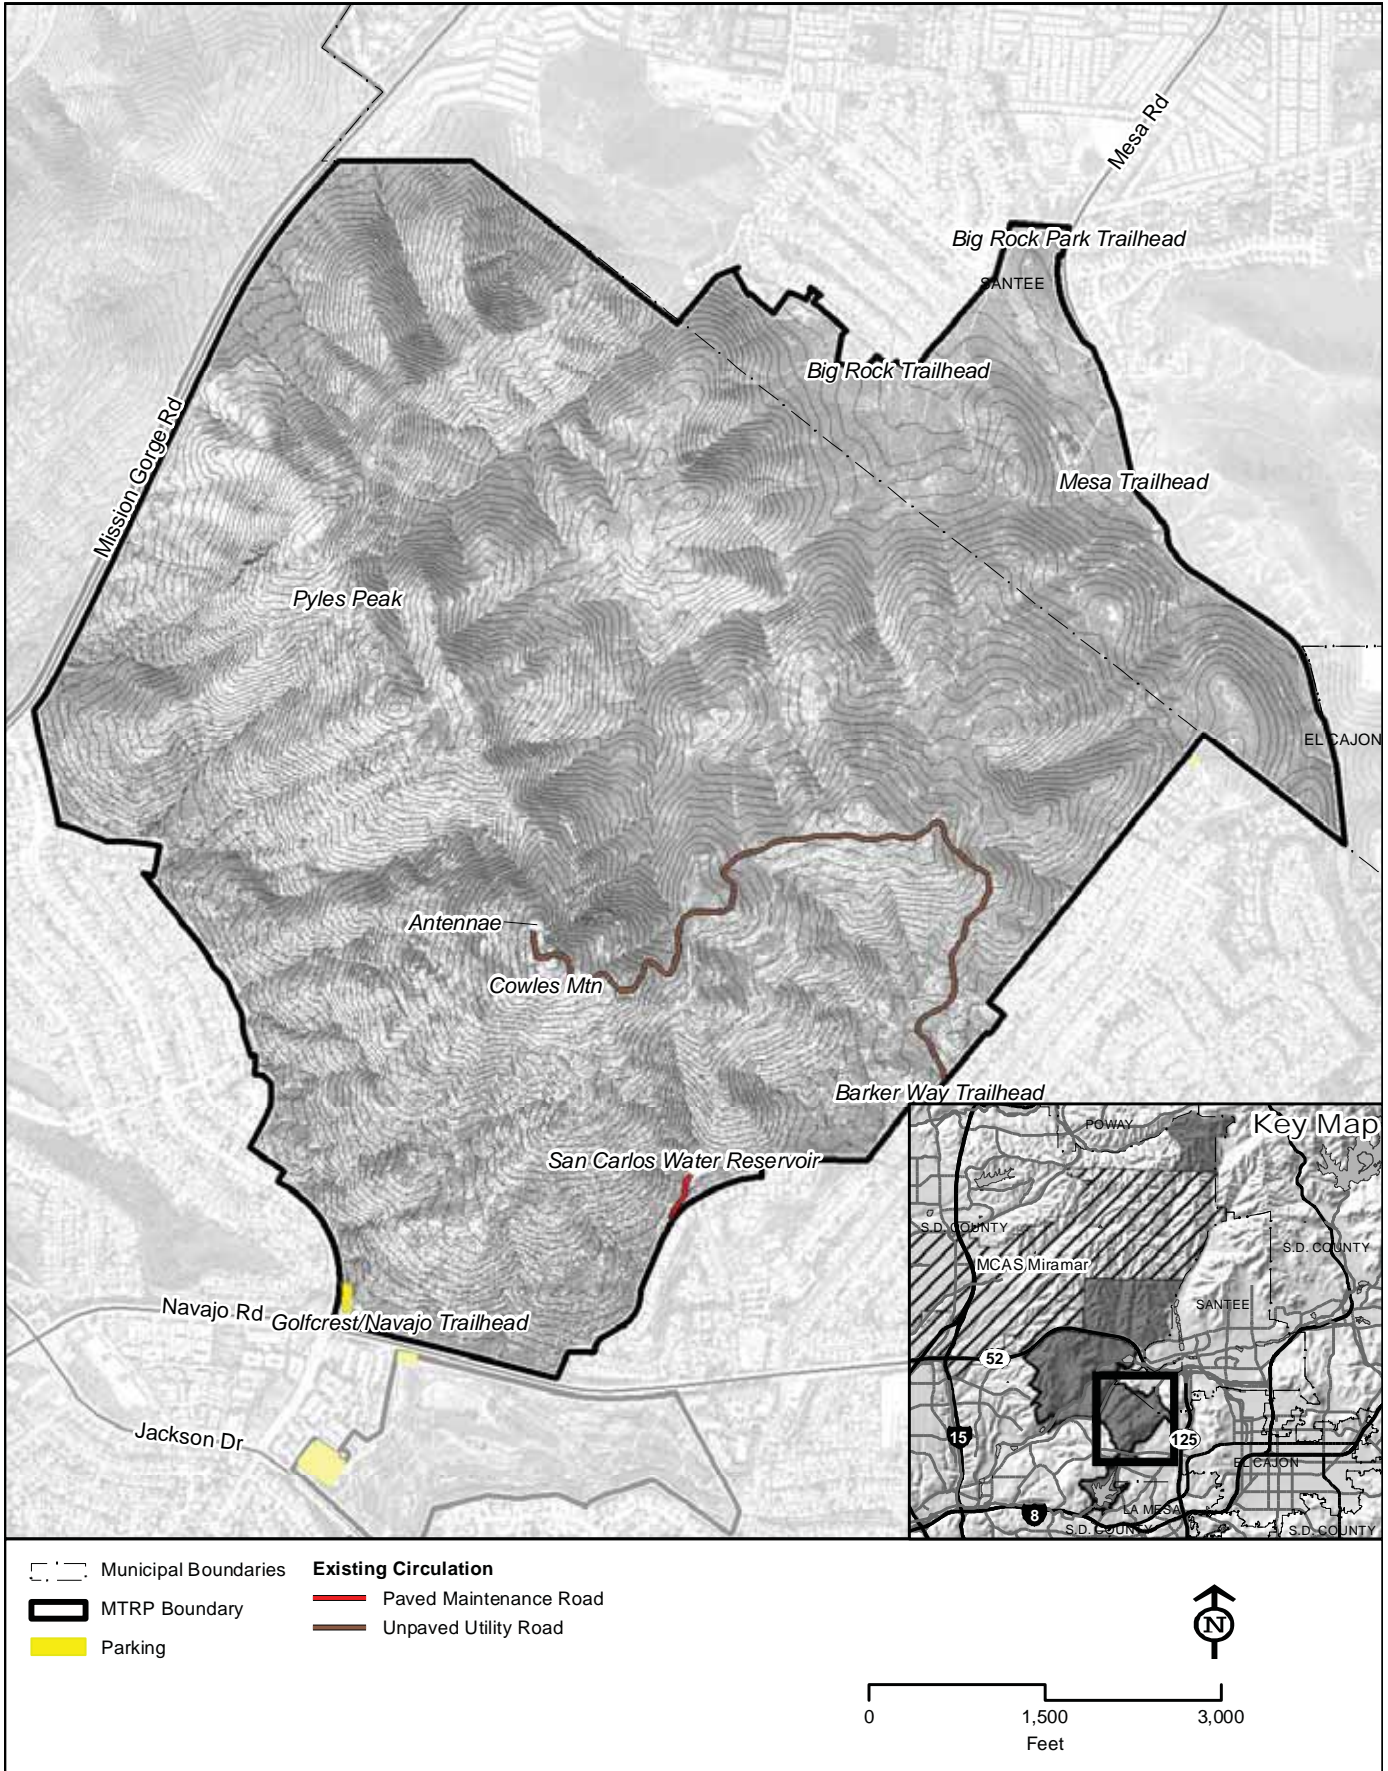 Mesa Rd
Big Rock Park Trailhead
SANTEE
Big Rock Trailhead
Mission Gorge Rd
Mesa Trailhead
Pyles Peak
EL CAJON
Antennae
Cowles Mtn
Barker Way Trailhead
San Carlos Water Reservoir
Navajo Rd
Golfcrest/Navajo Trailhead
Jackson Dr
Key Map
POWAY
S.D. COUNTY
S.D. COUNTY
MCAS Miramar
SANTEE
52
15
125
EL CAJON
8
LA MESA
S.D. COUNTY
S.D. COUNTY
Municipal Boundaries
MTRP Boundary
Parking
Existing Circulation
Paved Maintenance Road
Unpaved Utility Road
N
0 1,500 3,000
Feet